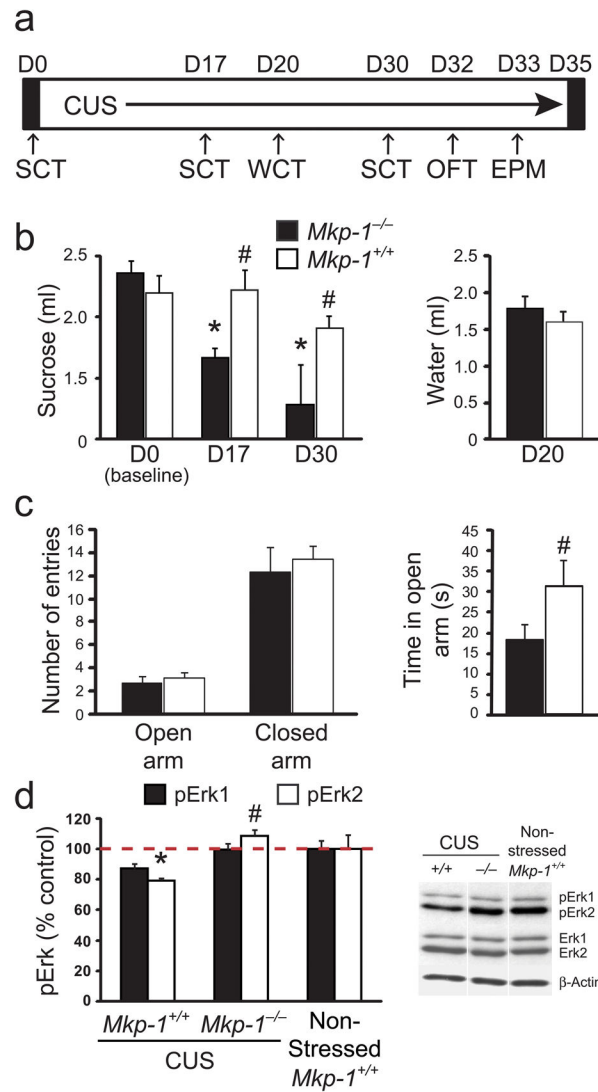 a
D0 D17 D20 D30 D32 D33 D35
CUS
SCT SCT WCT SCT OFT EPM
b
Mkp-1–/–
Mkp-1+/+
Sucrose (ml)
2.5
2.0
1.5
0
* # * #
D0 D17 D30
(baseline)
Water (ml)
2.5
2.0
1.5
1.0
0.5
0
D20
c
Number of entries
16
14
12
10
8
6
4
2
0
Open arm
Closed arm
Time in open arm (s)
45
40
35
30
25
20
15
10
5
0
#
d
pErk1 pErk2
pErk (% control)
120
100
80
60
40
20
0
* #
Mkp-1+/+ Mkp-1–/– Non-
Stressed
Mkp-1+/+
CUS
CUS Non-
stressed
+/+ –/– Mkp-1+/+
pErk1
pErk2
Erk1
Erk2
β-Actin